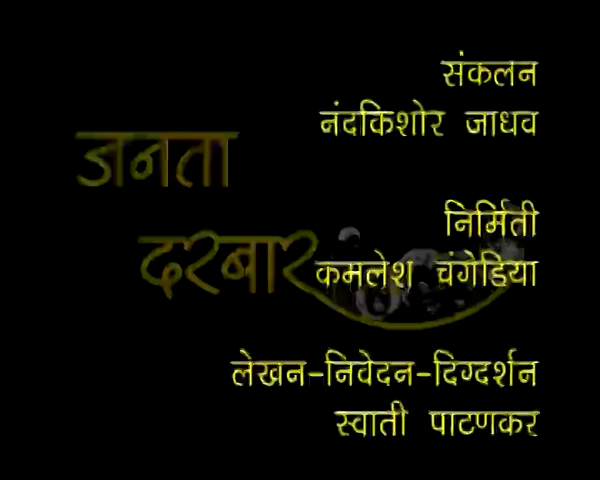 संकलन
नंदकिशोर जाधव
जनता
दरबार
निर्मिती
कमलेश चंगेडिया
लेखन-निवेदन-दिग्दर्शन
स्वाती पाटणकर